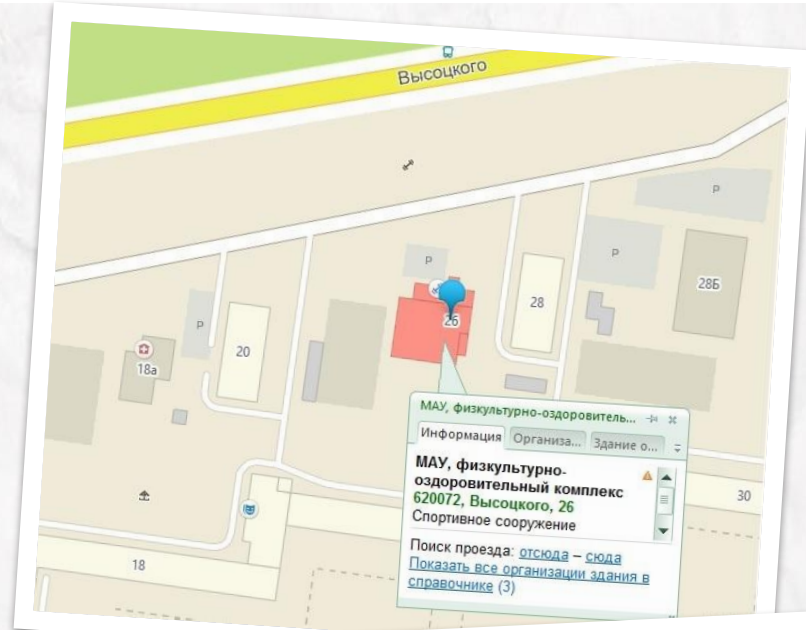 Высоцкого
P
P
28Б
P
26
28
P
20
18а
МАУ, физкультурно-оздоровитель...
Информация
Организа...
Здание о...
МАУ, физкультурно-
оздоровительный комплекс
620072, Высоцкого, 26
Спортивное сооружение
Поиск проезда: отсюда – сюда
Показать все организации здания в
справочнике (3)
30
18